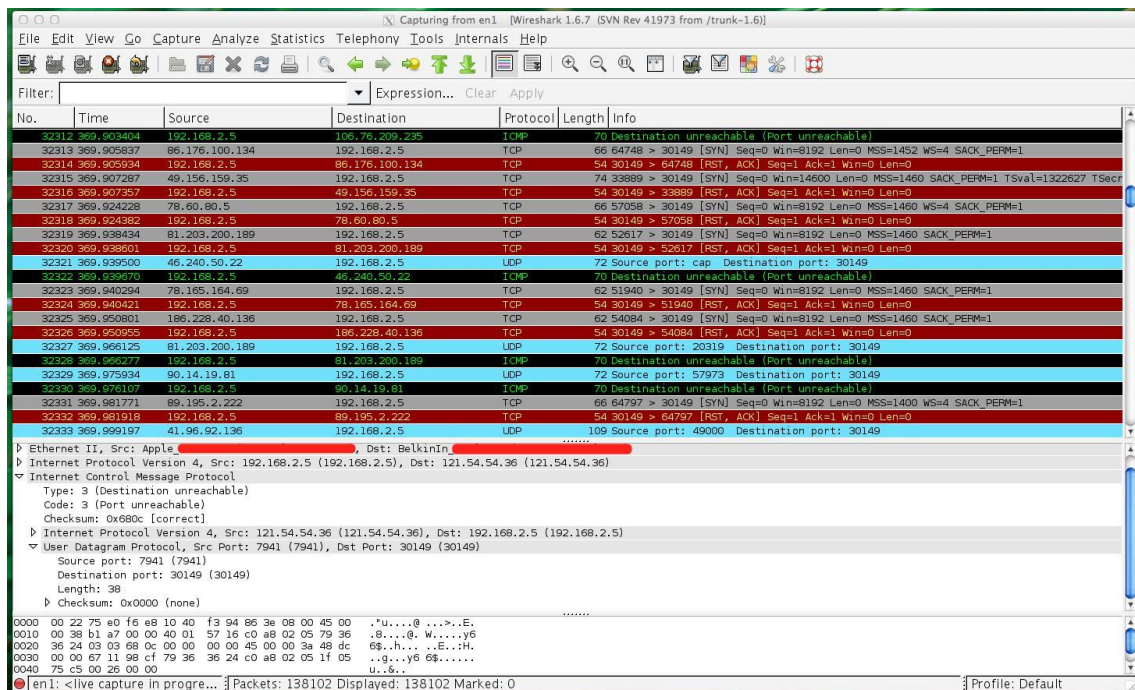 Capturing from en1 [Wireshark 1.6.7 (SVN Rev 41973 from /trunk-1.6)]
File Edit View Go Capture Analyze Statistics Telephony Tools Internals Help
Filter: Expression... Clear Apply
No. Time Source Destination Protocol Length Info
32312 369.903404 192.168.2.5 106.76.209.235 ICMP 70 Destination unreachable (Port unreachable)
32313 369.905837 86.176.100.134 192.168.2.5 TCP 66 64748 > 30149 [SYN] Seq=0 Win=8192 Len=0 MSS=1452 WS=4 SACK_PERM=1
32314 369.905934 192.168.2.5 86.176.100.134 TCP 54 30149 > 64748 [RST, ACK] Seq=1 Ack=1 Win=0 Len=0
32315 369.907287 49.156.159.35 192.168.2.5 TCP 74 33889 > 30149 [SYN] Seq=0 Win=14600 Len=0 MSS=1460 SACK_PERM=1 TSval=1322627 TSecr
32316 369.907357 192.168.2.5 49.156.159.35 TCP 54 30149 > 33889 [RST, ACK] Seq=1 Ack=1 Win=0 Len=0
32317 369.924228 78.60.80.5 192.168.2.5 TCP 66 57058 > 30149 [SYN] Seq=0 Win=8192 Len=0 MSS=1460 WS=4 SACK_PERM=1
32318 369.924382 192.168.2.5 78.60.80.5 TCP 54 30149 > 57058 [RST, ACK] Seq=1 Ack=1 Win=0 Len=0
32319 369.938434 81.203.200.189 192.168.2.5 TCP 62 52617 > 30149 [SYN] Seq=0 Win=8192 Len=0 MSS=1460 SACK_PERM=1
32320 369.938601 192.168.2.5 81.203.200.189 TCP 54 30149 > 52617 [RST, ACK] Seq=1 Ack=1 Win=0 Len=0
32321 369.939500 46.240.50.22 192.168.2.5 UDP 72 Source port: cap Destination port: 30149
32322 369.939670 192.168.2.5 46.240.50.22 ICMP 70 Destination unreachable (Port unreachable)
32323 369.940294 78.165.164.69 192.168.2.5 TCP 62 51940 > 30149 [SYN] Seq=0 Win=8192 Len=0 MSS=1460 SACK_PERM=1
32324 369.940421 192.168.2.5 78.165.164.69 TCP 54 30149 > 51940 [RST, ACK] Seq=1 Ack=1 Win=0 Len=0
32325 369.950801 186.228.40.136 192.168.2.5 TCP 62 54084 > 30149 [SYN] Seq=0 Win=8192 Len=0 MSS=1460 SACK_PERM=1
32326 369.950955 192.168.2.5 186.228.40.136 TCP 54 30149 > 54084 [RST, ACK] Seq=1 Ack=1 Win=0 Len=0
32327 369.966125 81.203.200.189 192.168.2.5 UDP 72 Source port: 20319 Destination port: 30149
32328 369.966277 192.168.2.5 81.203.200.189 ICMP 70 Destination unreachable (Port unreachable)
32329 369.975934 90.14.19.81 192.168.2.5 UDP 72 Source port: 57973 Destination port: 30149
32330 369.976107 192.168.2.5 90.14.19.81 ICMP 70 Destination unreachable (Port unreachable)
32331 369.981771 89.195.2.222 192.168.2.5 TCP 66 64797 > 30149 [SYN] Seq=0 Win=8192 Len=0 MSS=1400 WS=4 SACK_PERM=1
32332 369.981918 192.168.2.5 89.195.2.222 TCP 54 30149 > 64797 [RST, ACK] Seq=1 Ack=1 Win=0 Len=0
32333 369.999197 41.96.92.136 192.168.2.5 UDP 109 Source port: 49000 Destination port: 30149
Ethernet II, Src: Apple_ , Dst: BelkinIn_
Internet Protocol Version 4, Src: 192.168.2.5 (192.168.2.5), Dst: 121.54.54.36 (121.54.54.36)
Internet Control Message Protocol
Type: 3 (Destination unreachable)
Code: 3 (Port unreachable)
Checksum: 0x680c [correct]
Internet Protocol Version 4, Src: 121.54.54.36 (121.54.54.36), Dst: 192.168.2.5 (192.168.2.5)
User Datagram Protocol, Src Port: 7941 (7941), Dst Port: 30149 (30149)
Source port: 7941 (7941)
Destination port: 30149 (30149)
Length: 38
Checksum: 0x0000 (none)
0000 00 22 75 e0 f6 e8 10 40 f3 94 86 3e 08 00 45 00 ."u....@ ...>..E.
0010 00 38 b1 a7 00 00 40 01 57 16 c0 a8 02 05 79 36 .8....@. W.....y6
0020 36 24 03 03 68 0c 00 00 00 00 45 00 00 3a 48 dc 6$..h... ..E..:H.
0030 00 00 67 11 98 cf 79 36 36 24 c0 a8 02 05 1f 05 ..g...y6 6$......
0040 75 c5 00 26 00 00 u..&..
en1: <live capture in progre... Packets: 138102 Displayed: 138102 Marked: 0 Profile: Default